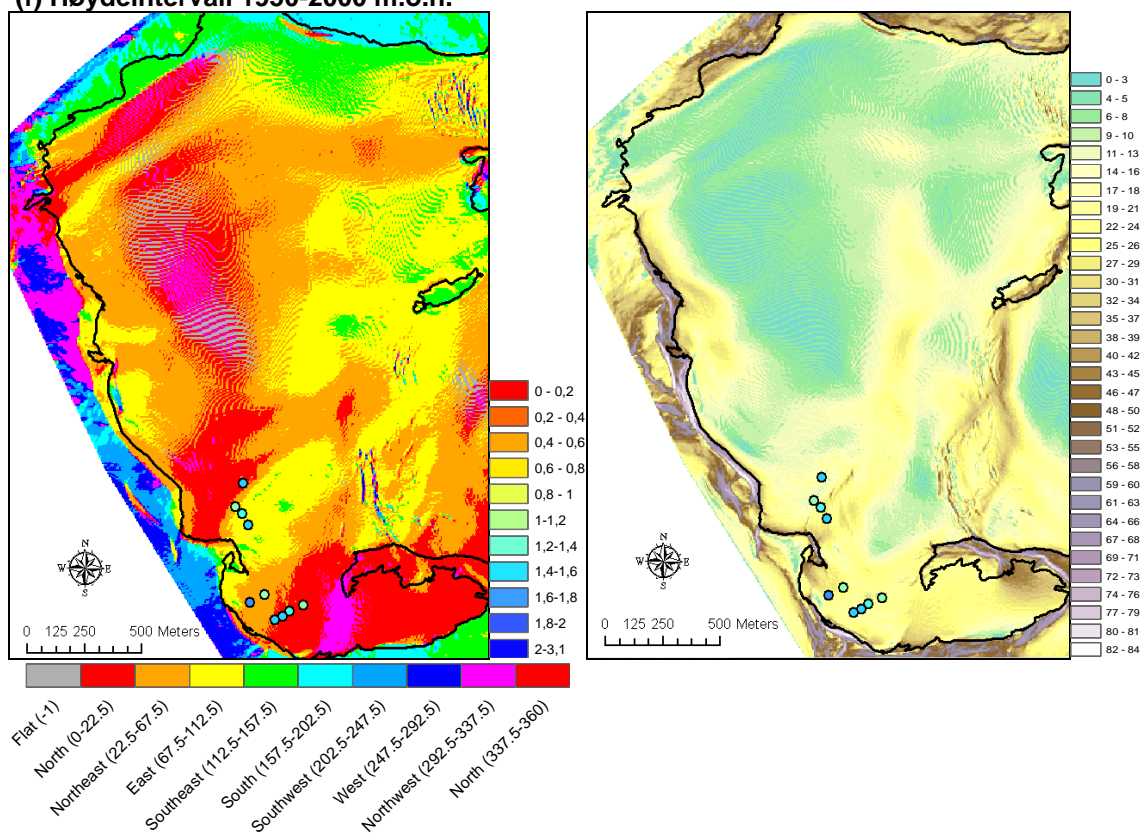 (f) Høydeintervall 1950-2000 m.o.h.
N
W E
S
0 125 250 500 Meters
0 - 0,2
0,2 - 0,4
0,4 - 0,6
0,6 - 0,8
0,8 - 1
1-1,2
1,2-1,4
1,4-1,6
1,6-1,8
1,8-2
2-3,1
Flat (-1)
North (0-22.5)
Northeast (22.5-67.5)
East (67.5-112.5)
Southeast (112.5-157.5)
South (157.5-202.5)
Southwest (202.5-247.5)
West (247.5-292.5)
Northwest (292.5-337.5)
North (337.5-360)
N
W E
S
0 125 250 500 Meters
0 - 3
4 - 5
6 - 8
9 - 10
11 - 13
14 - 16
17 - 18
19 - 21
22 - 24
25 - 26
27 - 29
30 - 31
32 - 34
35 - 37
38 - 39
40 - 42
43 - 45
46 - 47
48 - 50
51 - 52
53 - 55
56 - 58
59 - 60
61 - 63
64 - 66
67 - 68
69 - 71
72 - 73
74 - 76
77 - 79
80 - 81
82 - 84